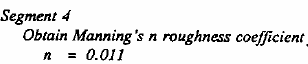 Segment 4
Obtain Manning's n roughness coefficient
n = 0.011